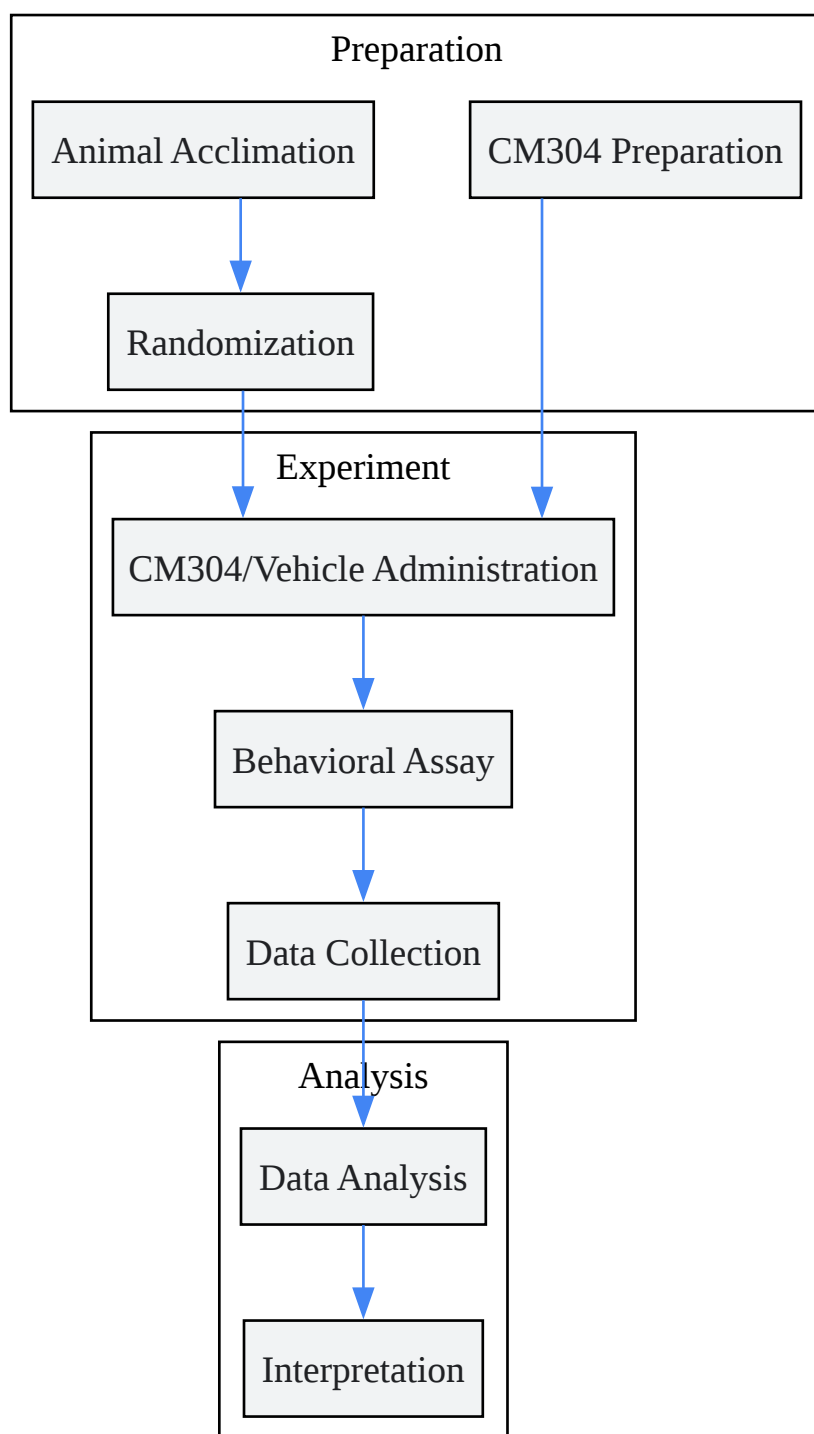 Preparation
Animal Acclimation
CM304 Preparation
Randomization
Experiment
CM304/Vehicle Administration
Behavioral Assay
Data Collection
Analysis
Data Analysis
Interpretation